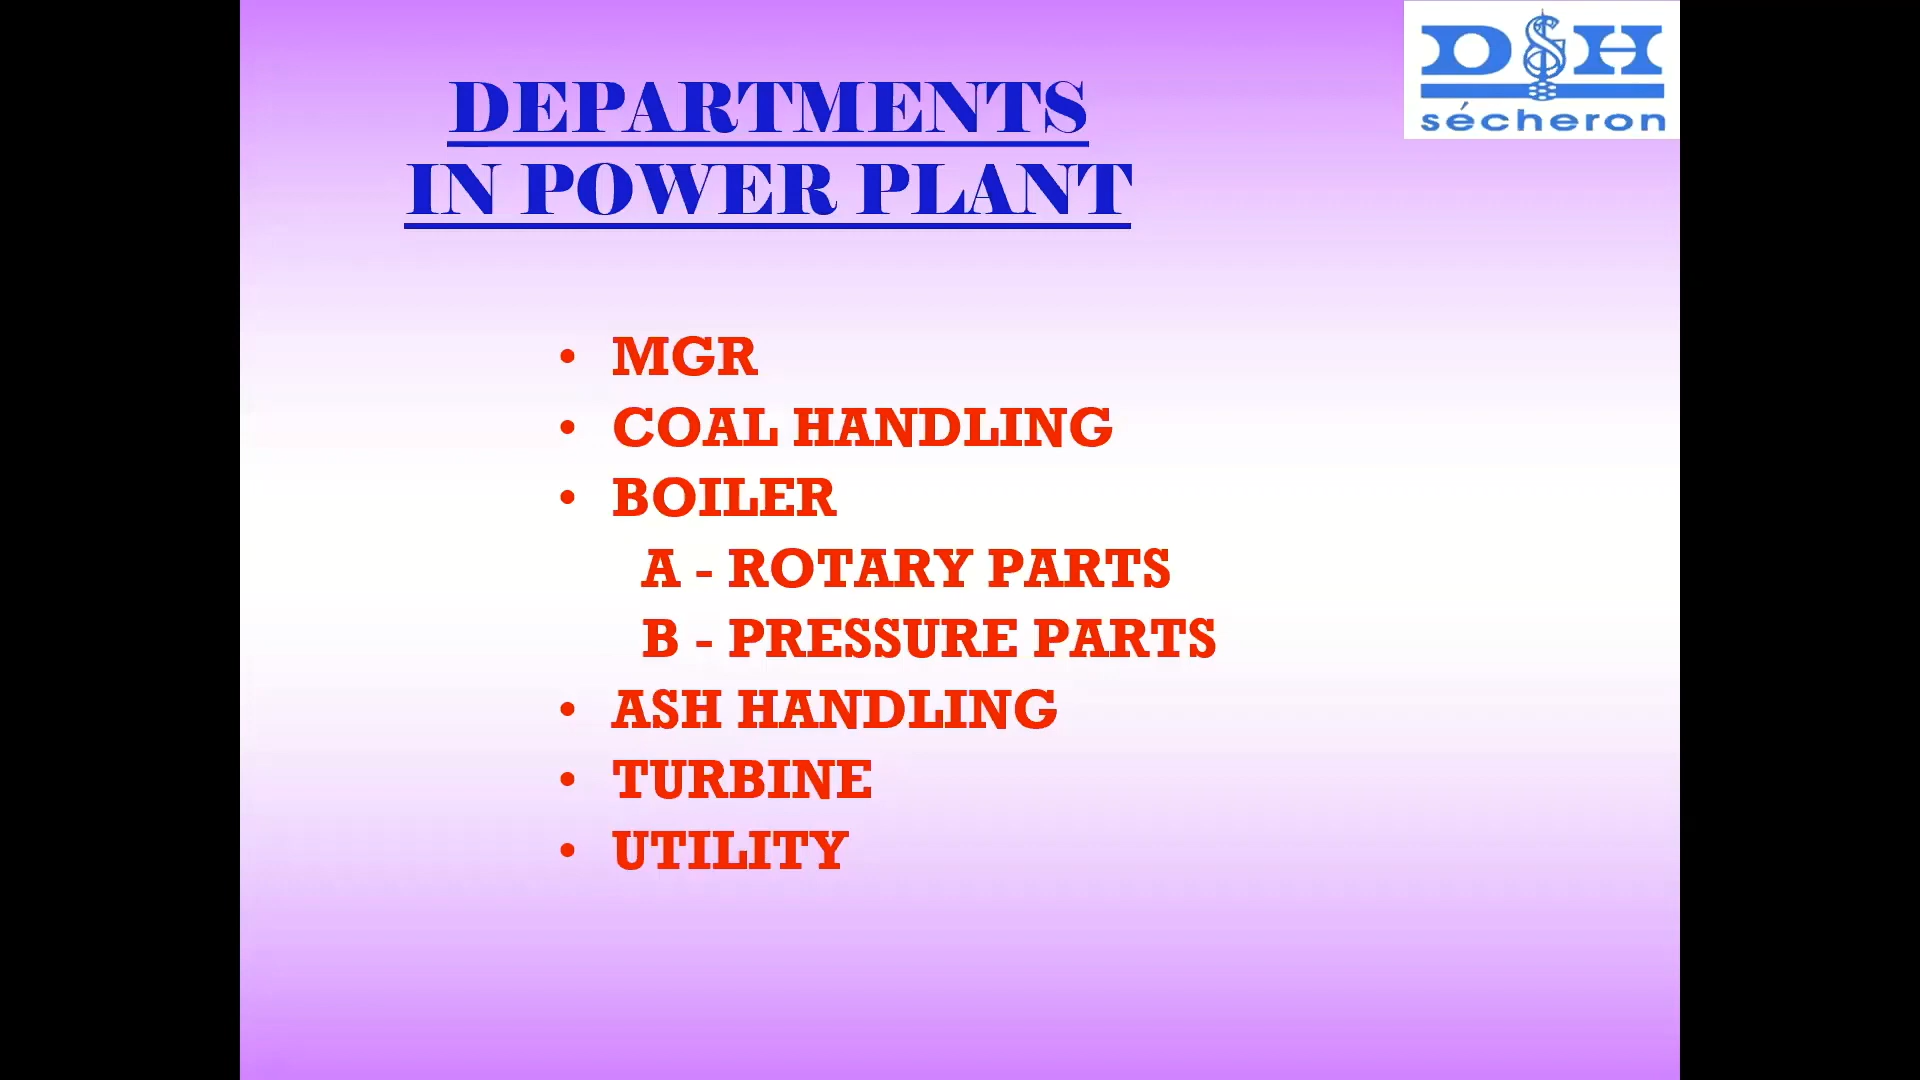 D&H
sécheron
DEPARTMENTS
IN POWER PLANT
• MGR
• COAL HANDLING
• BOILER
A - ROTARY PARTS
B - PRESSURE PARTS
• ASH HANDLING
• TURBINE
• UTILITY